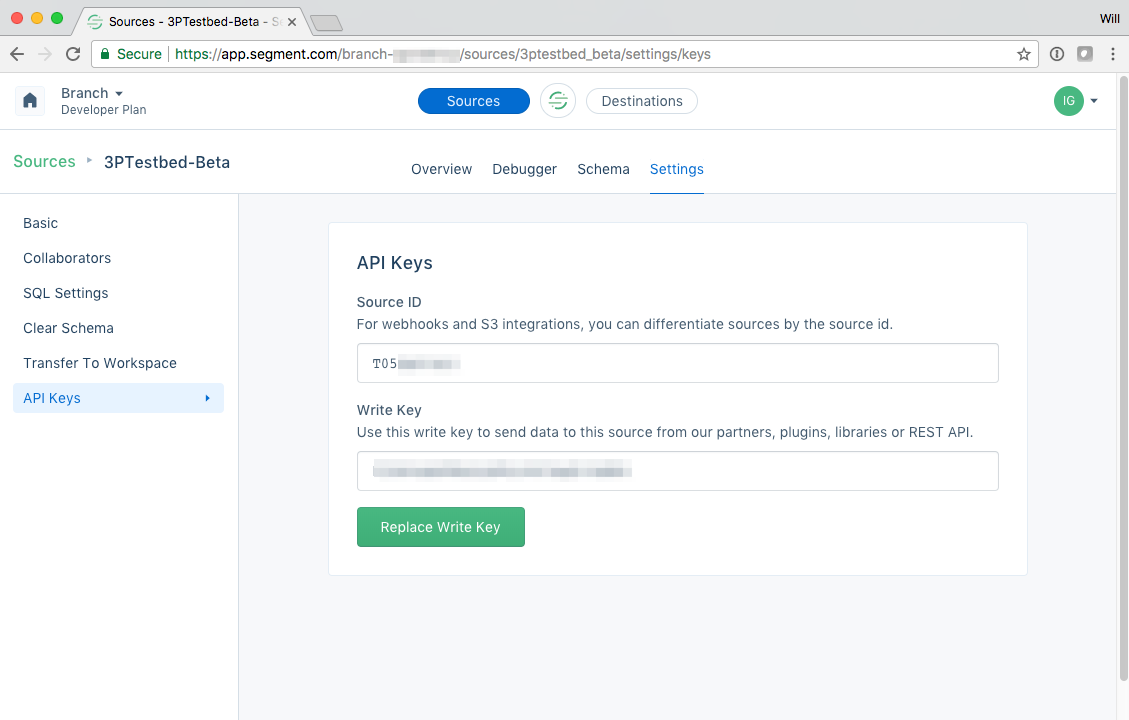 Sources - 3PTestbed-Beta - S
Will
Secure
https://app.segment.com/branch-
/sources/3ptestbed_beta/settings/keys
Branch
Developer Plan
Sources
Destinations
IG
Sources
3PTestbed-Beta
Overview
Debugger
Schema
Settings
Basic
Collaborators
SQL Settings
Clear Schema
Transfer To Workspace
API Keys
API Keys
Source ID
For webhooks and S3 integrations, you can differentiate sources by the source id.
T05
Write Key
Use this write key to send data to this source from our partners, plugins, libraries or REST API.
Replace Write Key